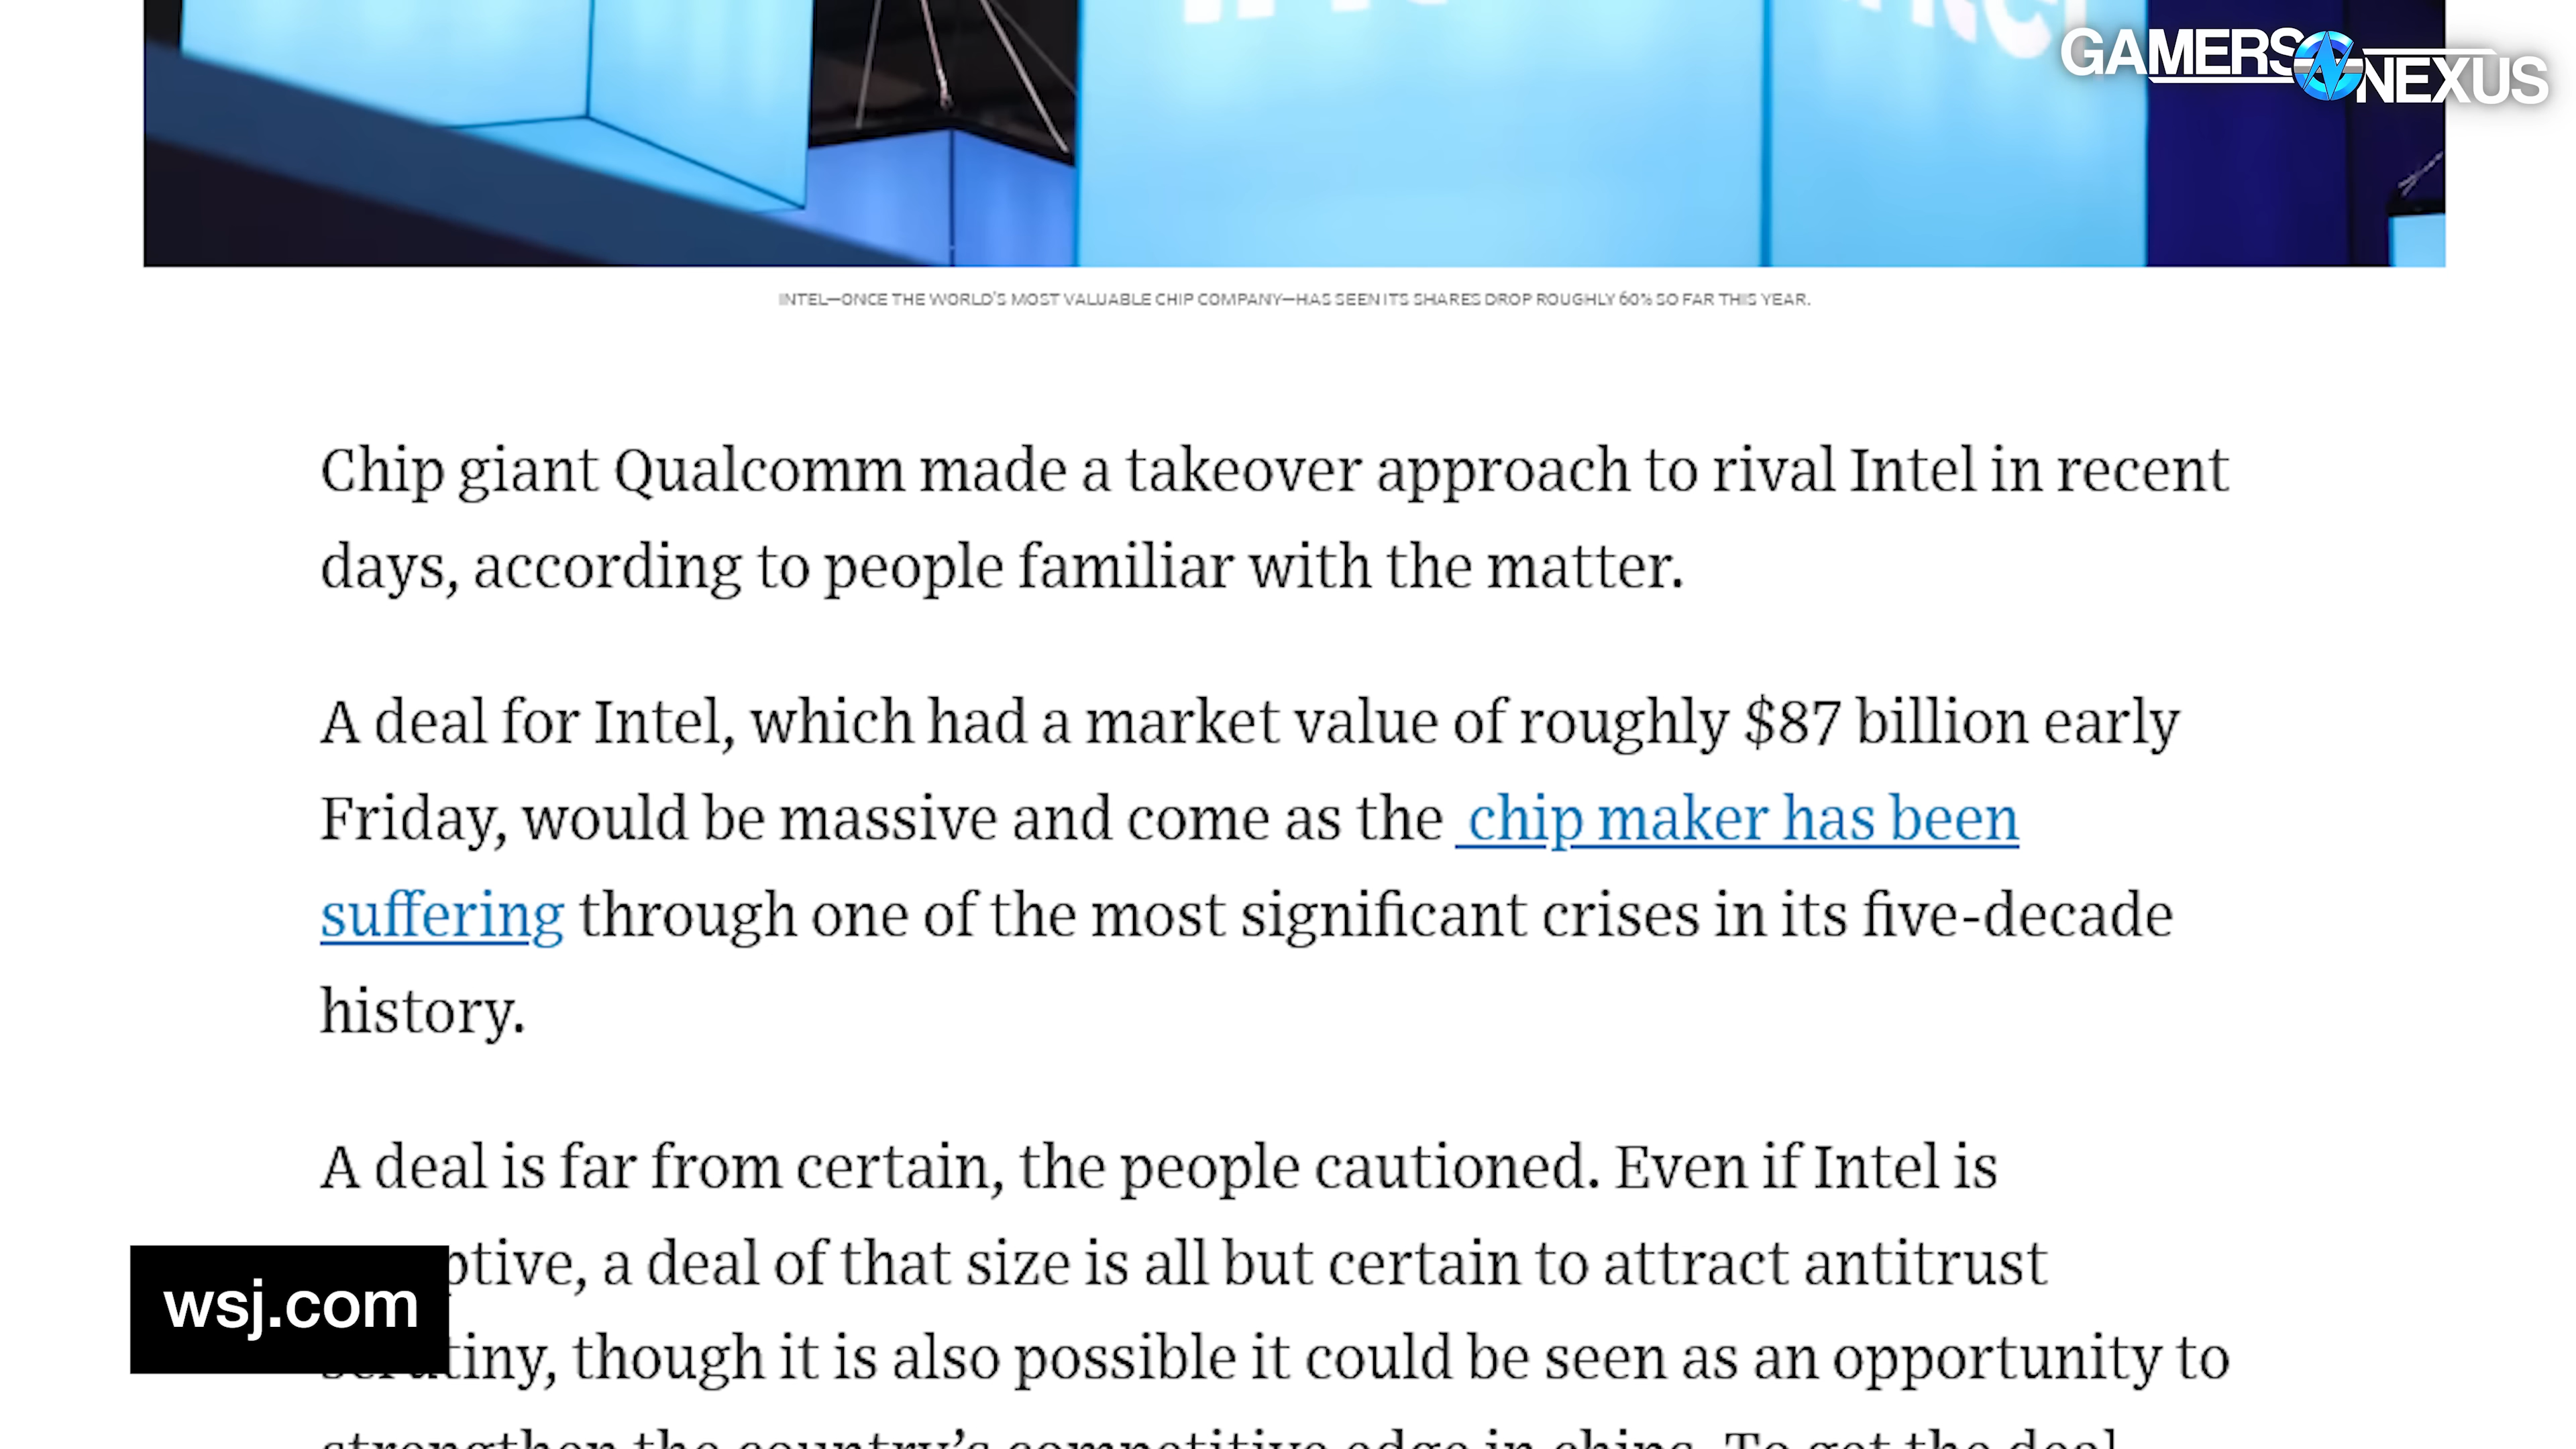 GAMERS NEXUS
INTEL—ONCE THE WORLD'S MOST VALUABLE CHIP COMPANY—HAS SEEN ITS SHARES DROP ROUGHLY 60% SO FAR THIS YEAR.
Chip giant Qualcomm made a takeover approach to rival Intel in recent
days, according to people familiar with the matter.
A deal for Intel, which had a market value of roughly $87 billion early
Friday, would be massive and come as the chip maker has been
suffering through one of the most significant crises in its five-decade
history.
A deal is far from certain, the people cautioned. Even if Intel is
ptive, a deal of that size is all but certain to attract antitrust
tiny, though it is also possible it could be seen as an opportunity to
strengthen the country's competitive edge in chips. To get the deal
wsj.com